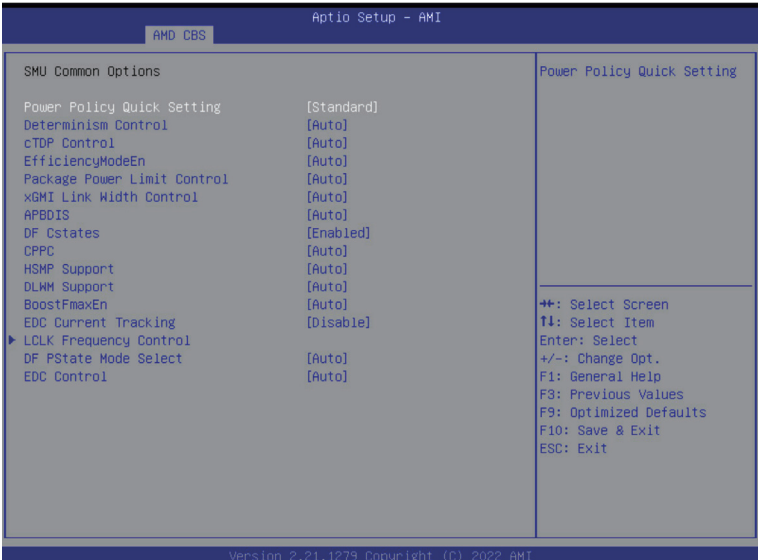 Aptio Setup – AMI
AMD CBS
SMU Common Options
Power Policy Quick Setting [Standard]
Determinism Control [Auto]
cTDP Control [Auto]
EfficiencyModeEn [Auto]
Package Power Limit Control [Auto]
xGMI Link Width Control [Auto]
APBDIS [Auto]
DF Cstates [Enabled]
CPPC [Auto]
HSMP Support [Auto]
DLWM Support [Auto]
BoostFmaxEn [Auto]
EDC Current Tracking [Disable]
LCLK Frequency Control
DF PState Mode Select [Auto]
EDC Control [Auto]
Power Policy Quick Setting
→←: Select Screen
↑↓: Select Item
Enter: Select
+/-: Change Opt.
F1: General Help
F3: Previous Values
F9: Optimized Defaults
F10: Save & Exit
ESC: Exit
Version 2.21.1279 Copyright (C) 2022 AMI